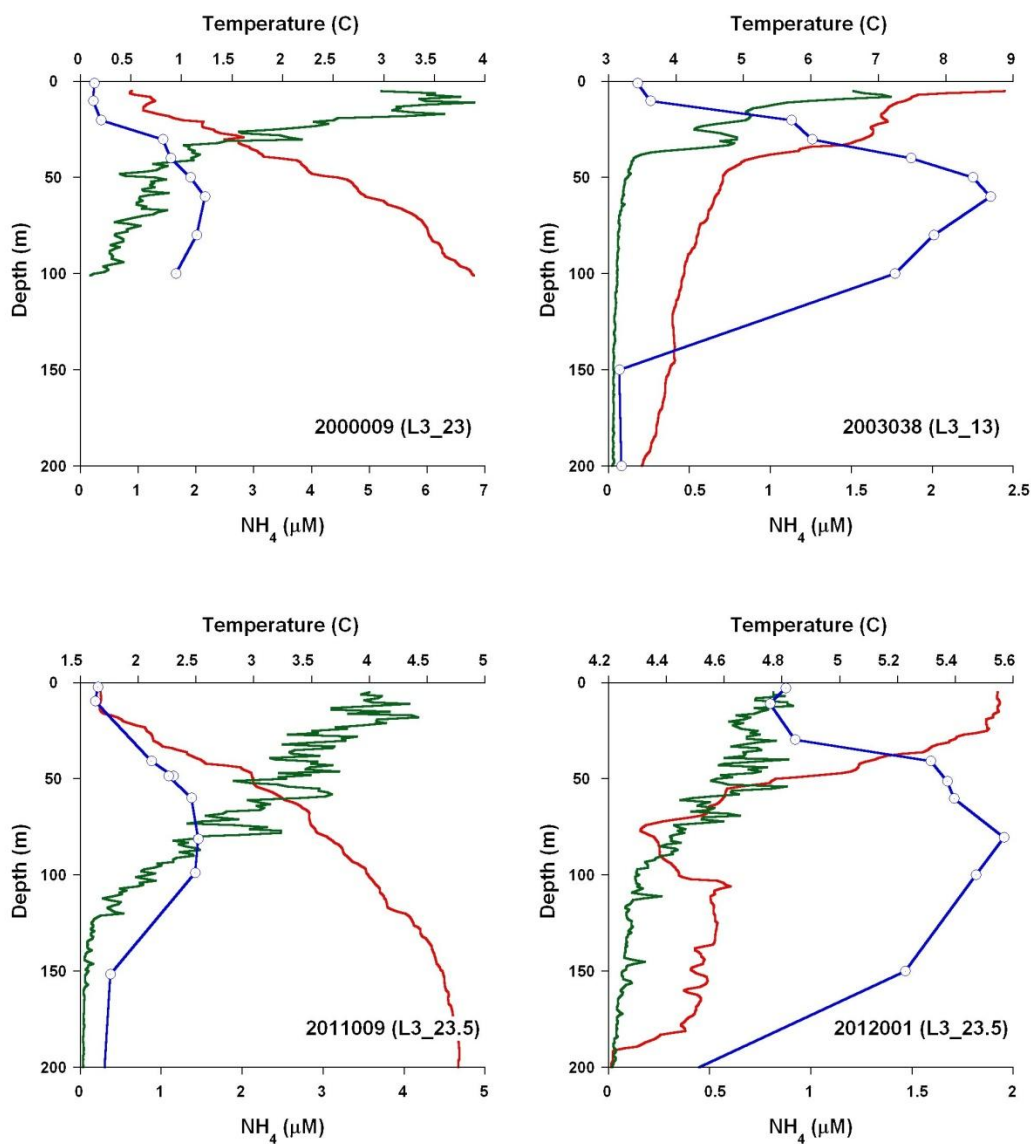 Temperature (C)
0 0.5 1 1.5 2 2.5 3 3.5 4
0
50
100
150
200
Depth (m)
2000009 (L3_23)
0 1 2 3 4 5 6 7
NH4 (μM)
Temperature (C)
3 4 5 6 7 8 9
0
50
100
150
200
Depth (m)
2003038 (L3_13)
0 0.5 1 1.5 2 2.5
NH4 (μM)
Temperature (C)
1.5 2 2.5 3 3.5 4 4.5 5
0
50
100
150
200
Depth (m)
2011009 (L3_23.5)
0 1 2 3 4 5
NH4 (μM)
Temperature (C)
4.2 4.4 4.6 4.8 5 5.2 5.4 5.6
0
50
100
150
200
Depth (m)
2012001 (L3_23.5)
0 0.5 1 1.5 2
NH4 (μM)